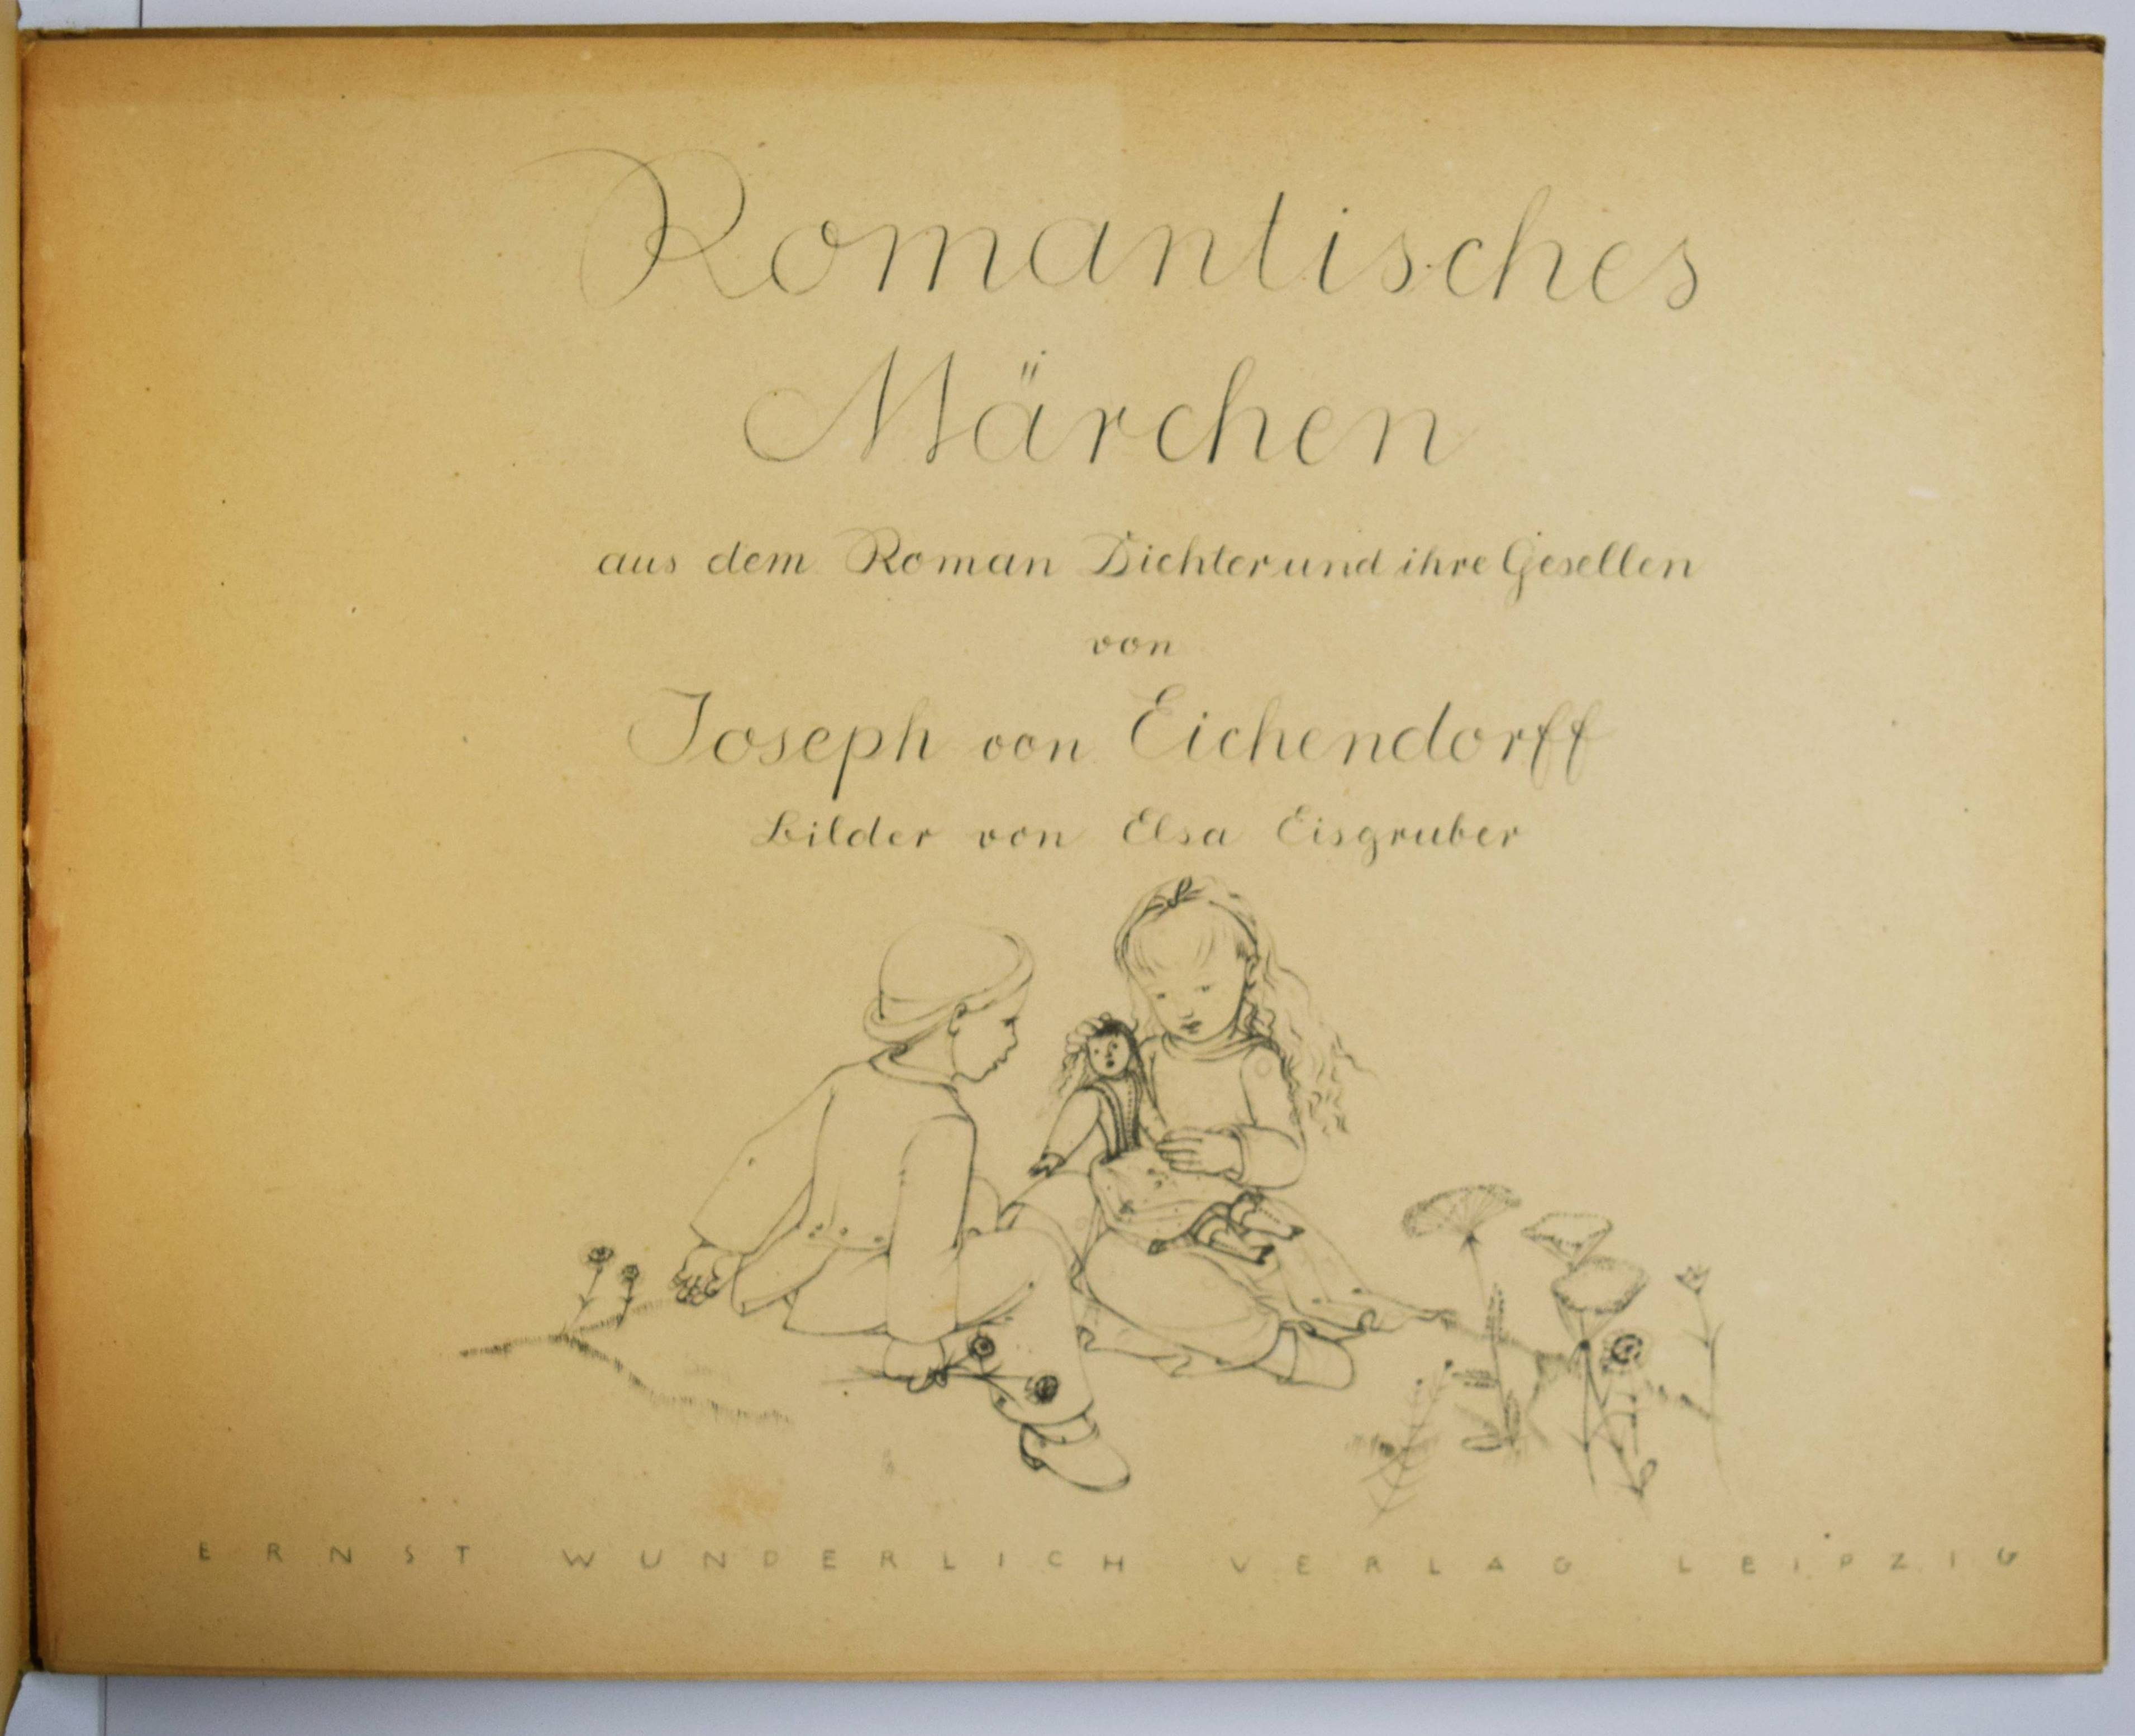 Romantisches
Märchen
aus dem Roman Dichter und ihre Gesellen
von
Joseph von Eichendorff
Bilder von Elsa Eisgruber
ERNST WUNDERLICH VERLAG LEIPZIG